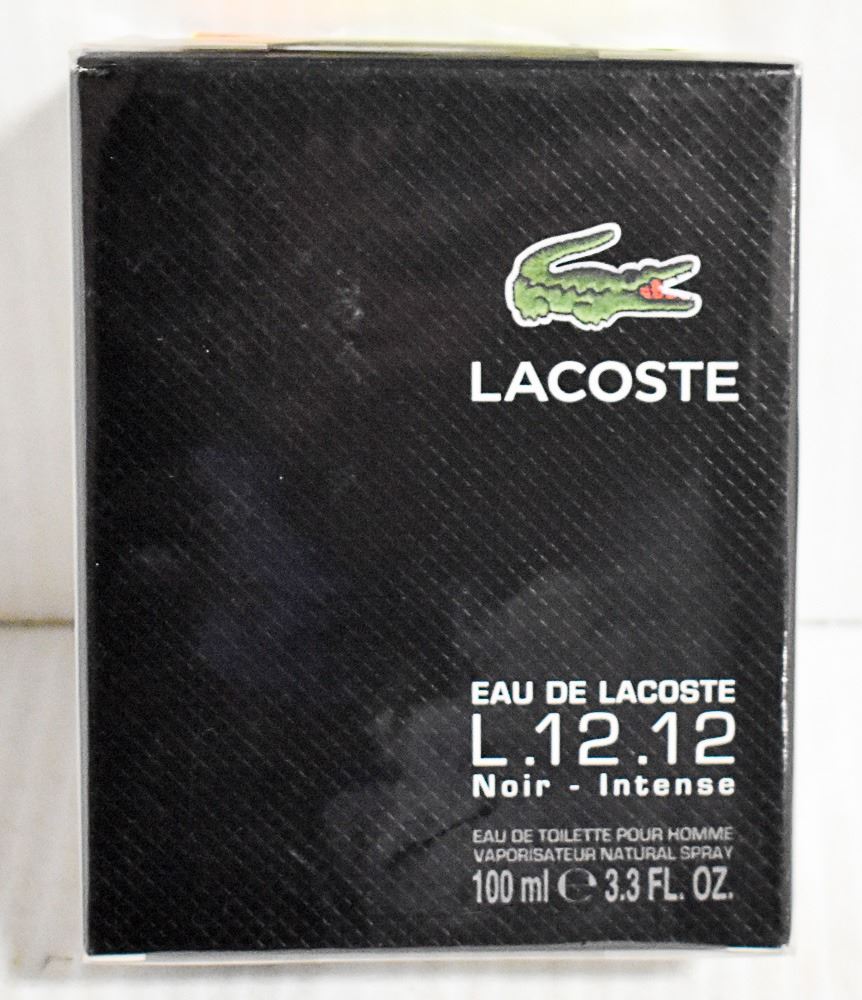 LACOSTE
EAU DE LACOSTE
L.12.12
Noir - Intense
EAU DE TOILETTE POUR HOMME
VAPORISATEUR NATURAL SPRAY
100 ml ℮ 3.3 FL. OZ.